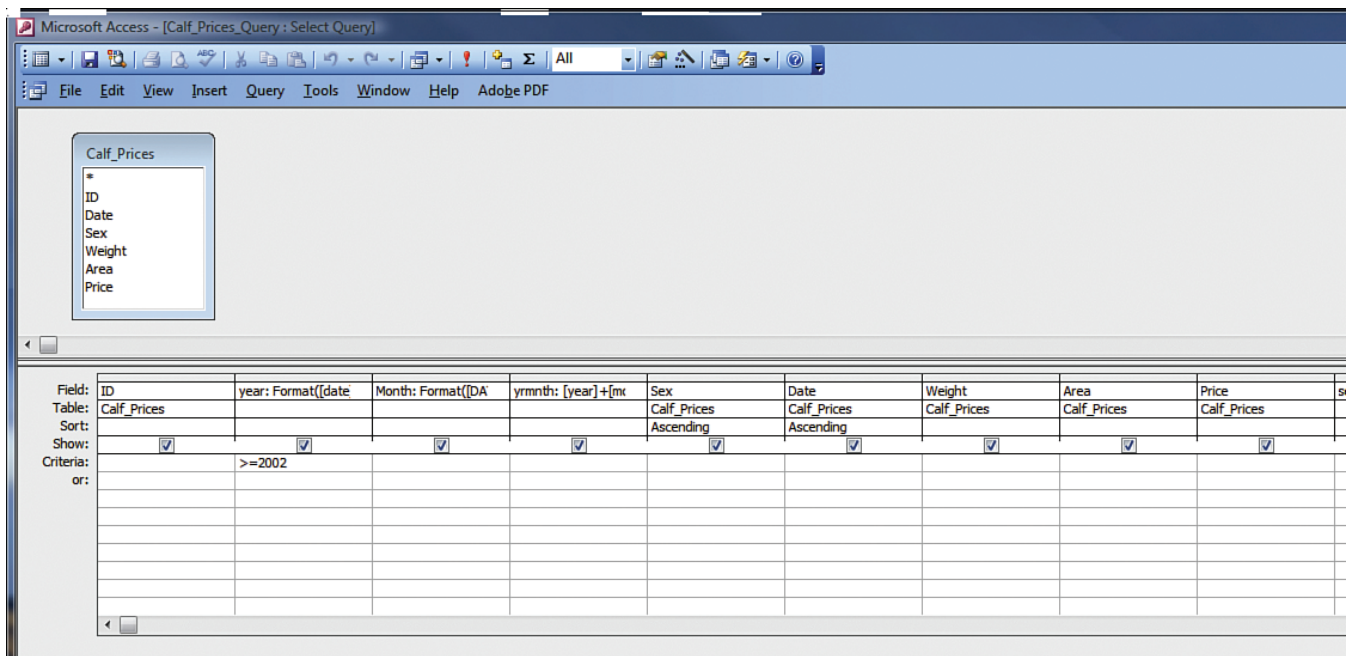 Microsoft Access - [Calf_Prices_Query : Select Query]
All
File Edit View Insert Query Tools Window Help Adobe PDF
Calf_Prices
*
ID
Date
Sex
Weight
Area
Price
Field: ID year: Format([date Month: Format([DA yrmnth: [year]+[mo Sex Date Weight Area Price
Table: Calf_Prices Calf_Prices Calf_Prices Calf_Prices Calf_Prices Calf_Prices
Sort: Ascending Ascending
Show:
Criteria: >=2002
or: